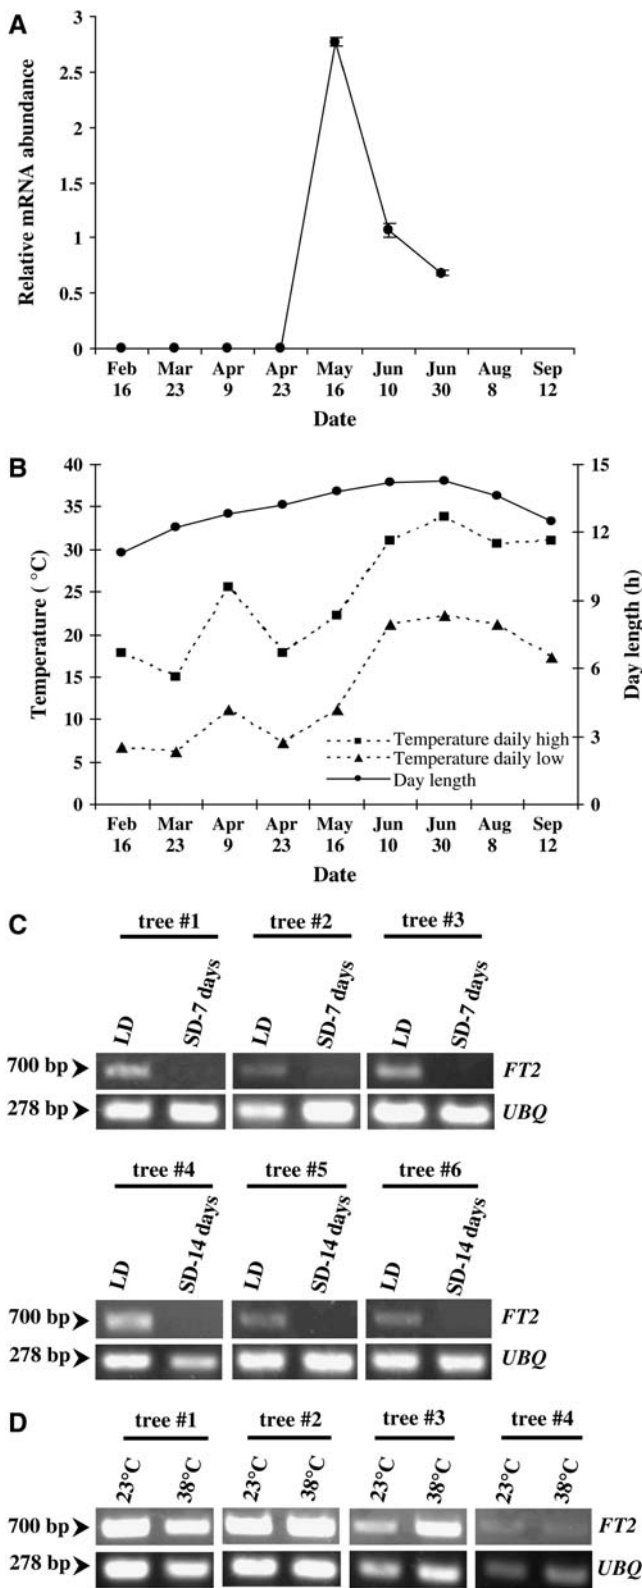 A
Relative mRNA abundance
3
2.5
2
1.5
1
0.5
0
Feb Mar Apr Apr May Jun Jun Aug Sep
16 23 9 23 16 10 30 8 12
Date
B
Temperature ( °C)
Day length (h)
40 15
35
30 12
25 9
20
15 6
10 3
5
0 0
Temperature daily high
Temperature daily low
Day length
Feb Mar Apr Apr May Jun Jun Aug Sep
16 23 9 23 16 10 30 8 12
Date
C
tree #1 tree #2 tree #3
LD SD-7 days LD SD-7 days LD SD-7 days
700 bp FT2
278 bp UBQ
tree #4 tree #5 tree #6
LD SD-14 days LD SD-14 days LD SD-14 days
700 bp FT2
278 bp UBQ
D
tree #1 tree #2 tree #3 tree #4
23°C 38°C 23°C 38°C 23°C 38°C 23°C 38°C
700 bp FT2
278 bp UBQ